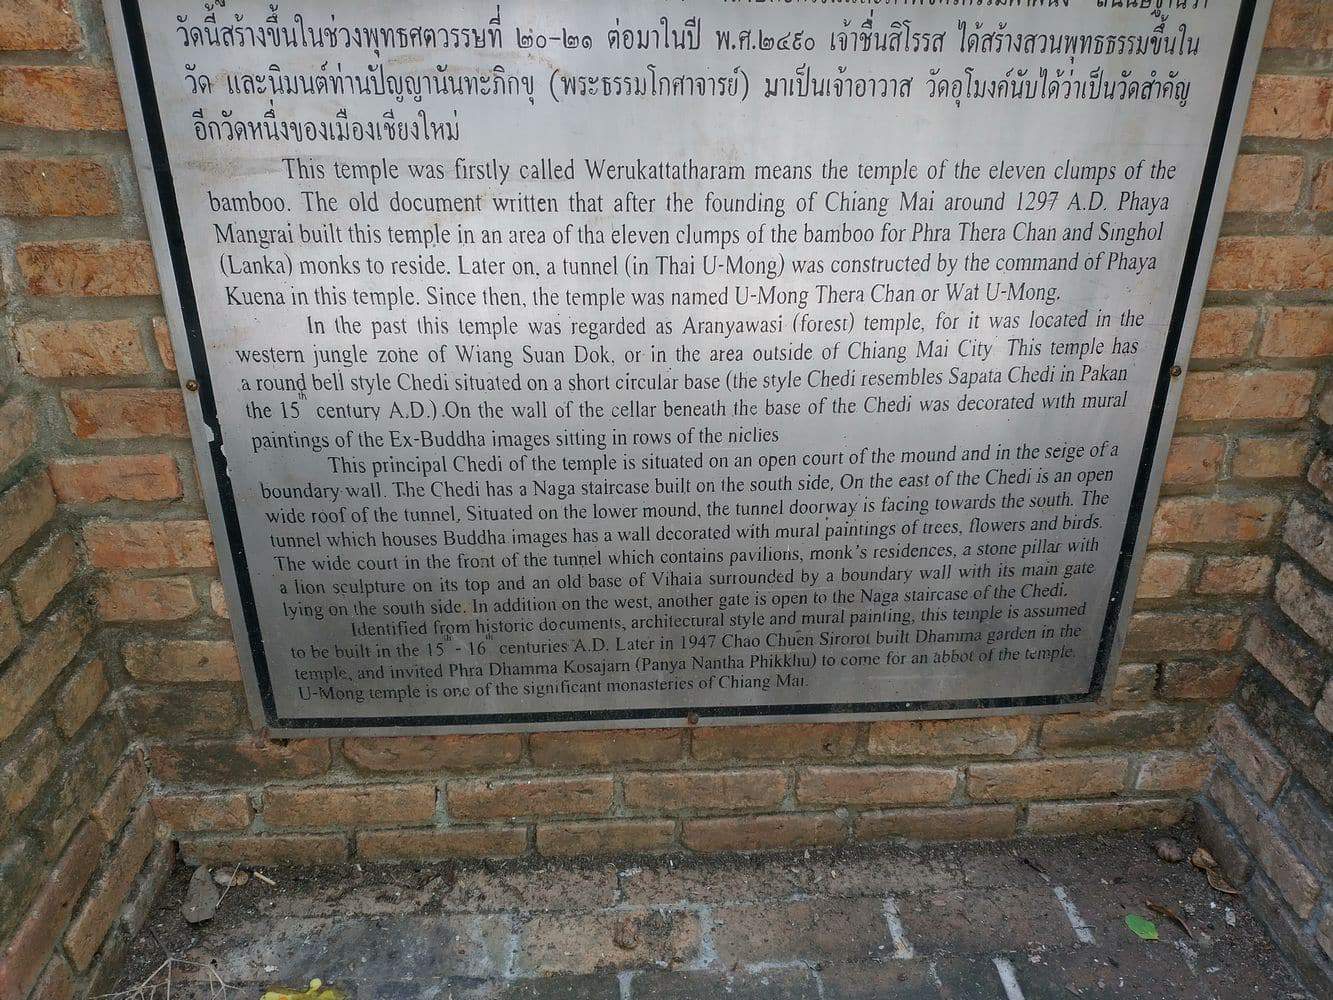 วัดนี้สร้างขึ้นในช่วงพุทธศตวรรษที่ ๒๐-๒๑ ต่อมาในปี พ.ศ.๒๔๙๐ เจ้าชื่นสิโรรส ได้สร้างสวนพุทธธรรมขึ้นใน
วัด และนิมนต์ท่านปัญญานันทะภิกขุ (พระธรรมโกศาจารย์) มาเป็นเจ้าอาวาส วัดอุโมงค์นับได้ว่าเป็นวัดสำคัญ
อีกวัดหนึ่งของเมืองเชียงใหม่
This temple was firstly called Werukattatharam means the temple of the eleven clumps of the
bamboo. The old document written that after the founding of Chiang Mai around 1297 A.D. Phaya
Mangrai built this temple in an area of tha eleven clumps of the bamboo for Phra Thera Chan and Singhol
(Lanka) monks to reside. Later on, a tunnel (in Thai U-Mong) was constructed by the command of Phaya
Kuena in this temple. Since then, the temple was named U-Mong Thera Chan or Wat U-Mong.
In the past this temple was regarded as Aranyawasi (forest) temple, for it was located in the
western jungle zone of Wiang Suan Dok, or in the area outside of Chiang Mai City This temple has
a round bell style Chedi situated on a short circular base (the style Chedi resembles Sapata Chedi in Pakan
the 15th century A.D.) .On the wall of the cellar beneath the base of the Chedi was decorated with mural
paintings of the Ex-Buddha images sitting in rows of the niclies
This principal Chedi of the temple is situated on an open court of the mound and in the seige of a
boundary wall. The Chedi has a Naga staircase built on the south side, On the east of the Chedi is an open
wide roof of the tunnel, Situated on the lower mound, the tunnel doorway is facing towards the south. The
tunnel which houses Buddha images has a wall decorated with mural paintings of trees, flowers and birds.
The wide court in the front of the tunnel which contains pavilions, monk's residences, a stone pillar with
a lion sculpture on its top and an old base of Vihaia surrounded by a boundary wall with its main gate
lying on the south side. In addition on the west, another gate is open to the Naga staircase of the Chedi.
Identified from historic documents, architectural style and mural painting, this temple is assumed
to be built in the 15th - 16th centuries A.D. Later in 1947 Chao Chuen Sirorot built Dhamma garden in the
temple, and invited Phra Dhamma Kosajarn (Panya Nantha Phikkhu) to come for an abbot of the temple.
U-Mong temple is one of the significant monasteries of Chiang Mai.